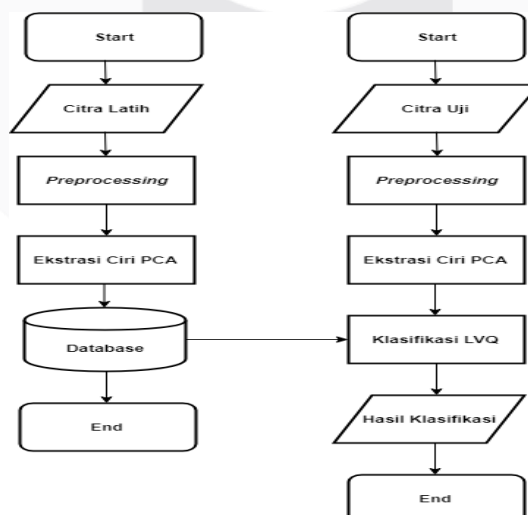 Start
Citra Latih
Preprocessing
Ekstrasi Ciri PCA
Database
End
Start
Citra Uji
Preprocessing
Ekstrasi Ciri PCA
Klasifikasi LVQ
Hasil Klasifikasi
End